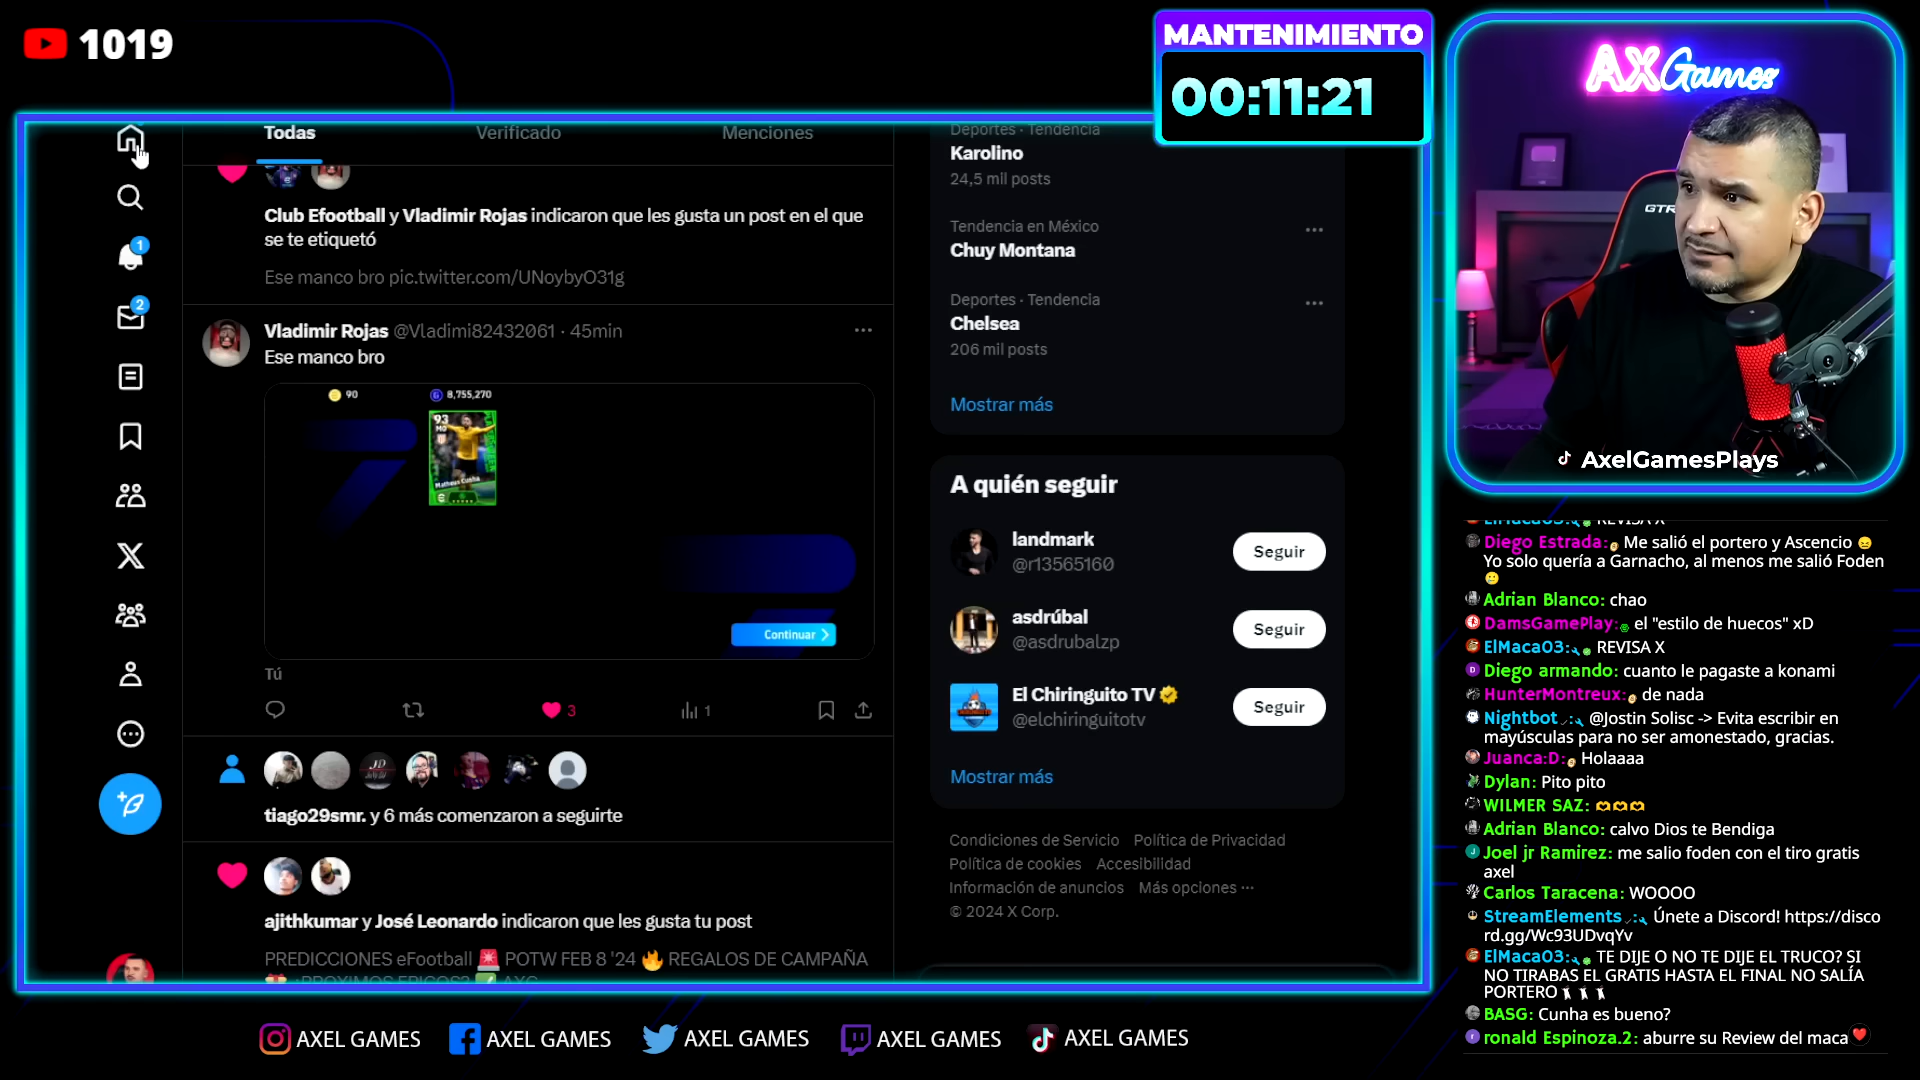 1019
MANTENIMIENTO
00:11:21
Todas
Verificado
Menciones
Club Efootball y Vladimir Rojas indicaron que les gusta un post en el que
se te etiquetó
Ese manco bro pic.twitter.com/UNoybyO31g
1
2
Vladimir Rojas @Vladimi82432061 · 45min
Ese manco bro
90
8,755,270
93
MO
Matheus Cunha
Continuar
Tú
3
1
JD
tiago29smr. y 6 más comenzaron a seguirte
ajithkumar y José Leonardo indicaron que les gusta tu post
PREDICCIONES eFootball 🚨 POTW FEB 8 '24 🔥 REGALOS DE CAMPAÑA
Deportes · Tendencia
Karolino
24,5 mil posts
Tendencia en México
Chuy Montana
Deportes · Tendencia
Chelsea
206 mil posts
Mostrar más
A quién seguir
landmark
@r13565160
Seguir
asdrúbal
@asdrubalzp
Seguir
El Chiringuito TV
@elchiringuitotv
Seguir
Mostrar más
Condiciones de Servicio Política de Privacidad
Política de cookies Accesibilidad
Información de anuncios Más opciones ···
© 2024 X Corp.
AX Games
GTR
AxelGamesPlays
ElMaca03: REVISA X
Diego Estrada: Me salió el portero y Ascencio 😖
Yo solo quería a Garnacho, al menos me salió Foden
🥲
Adrian Blanco: chao
DamsGamePlay: el "estilo de huecos" xD
ElMaca03: REVISA X
Diego armando: cuanto le pagaste a konami
HunterMontreux: de nada
Nightbot: @Jostin Solisc -> Evita escribir en
mayúsculas para no ser amonestado, gracias.
Juanca:D: Holaaaa
Dylan: Pito pito
WILMER SAZ: 🫶🫶🫶
Adrian Blanco: calvo Dios te Bendiga
Joel jr Ramirez: me salio foden con el tiro gratis
axel
Carlos Taracena: WOOOO
StreamElements: Únete a Discord! https://disco
rd.gg/Wc93UDvqYv
ElMaca03: TE DIJE O NO TE DIJE EL TRUCO? SI
NO TIRABAS EL GRATIS HASTA EL FINAL NO SALÍA
PORTERO
BASG: Cunha es bueno?
ronald Espinoza.2: aburre su Review del maca❤️
AXEL GAMES
AXEL GAMES
AXEL GAMES
AXEL GAMES
AXEL GAMES